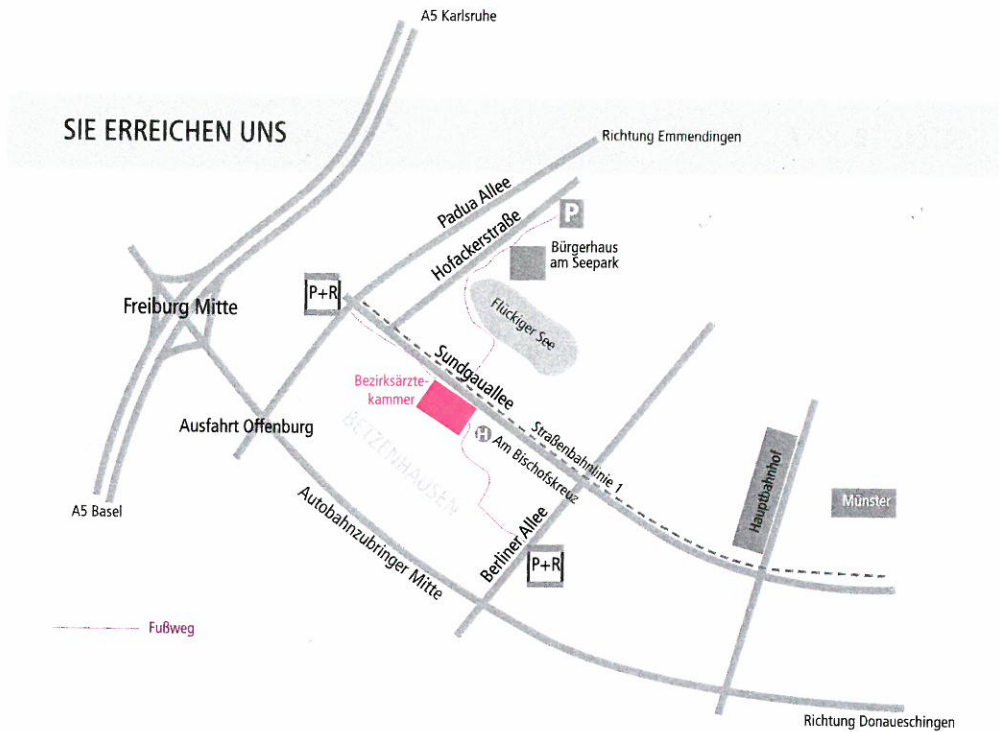 A5 Karlsruhe
SIE ERREICHEN UNS
Richtung Emmendingen
Padua Allee
Hofackerstraße
P
Bürgerhaus
am Seepark
P+R
Freiburg Mitte
Flückiger See
Sundgauallee
Bezirksärzte-
kammer
Ausfahrt Offenburg
BETZENHAUSEN
H
Am Bischofskreuz
Straßenbahnlinie 1
Hauptbahnhof
Münster
A5 Basel
Autobahnzubringer Mitte
Berliner Allee
P+R
Fußweg
Richtung Donaueschingen